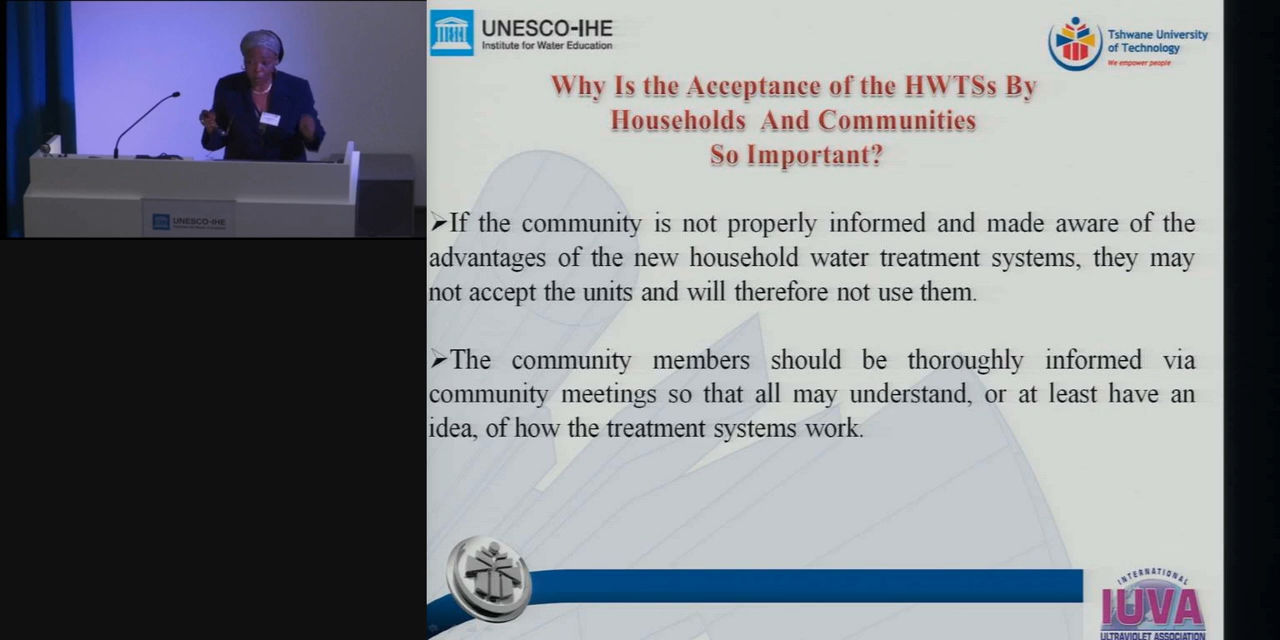 UNESCO-IHE
Institute for Water Education
Tshwane University
of Technology
We empower people
Why Is the Acceptance of the HWTSs By
Households And Communities
So Important?
➢If the community is not properly informed and made aware of the
advantages of the new household water treatment systems, they may
not accept the units and will therefore not use them.
➢The community members should be thoroughly informed via
community meetings so that all may understand, or at least have an
idea, of how the treatment systems work.
UNESCO-IHE
INTERNATIONAL
IUVA
ULTRAVIOLET ASSOCIATION